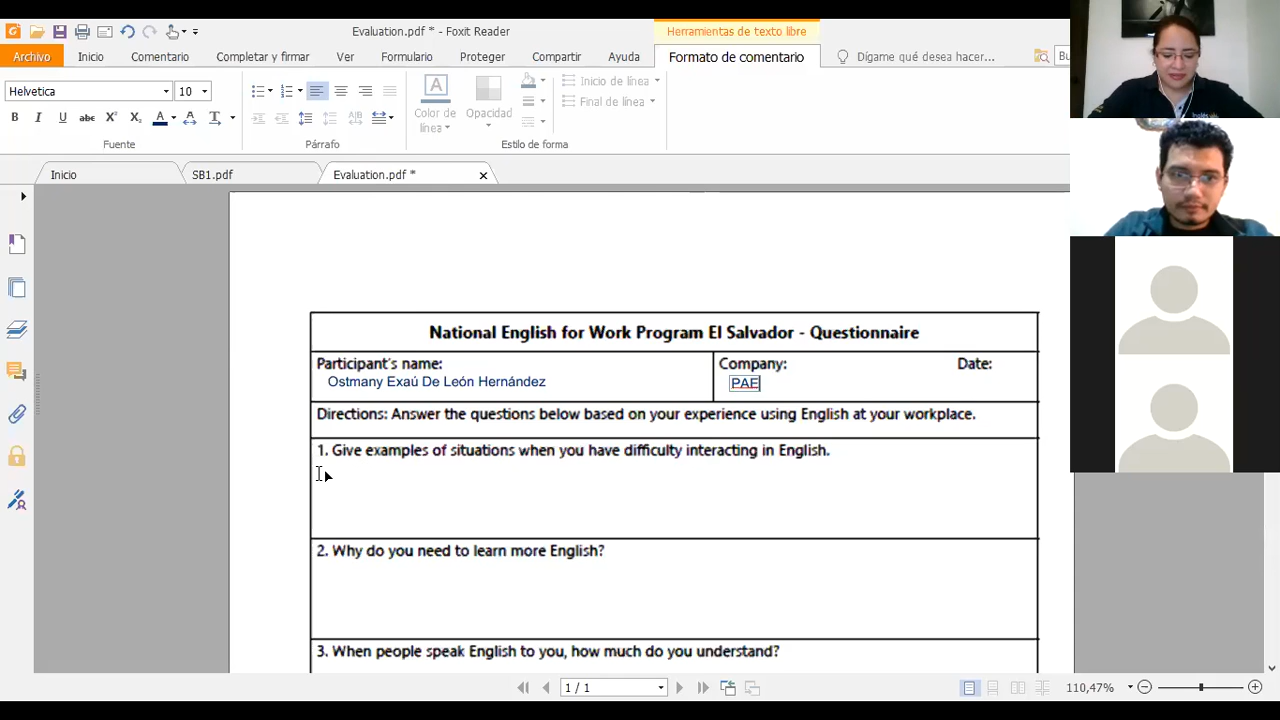 Evaluation.pdf * - Foxit Reader
Herramientas de texto libre
Archivo Inicio Comentario Completar y firmar Ver Formulario Proteger Compartir Ayuda Formato de comentario Dígame qué desea hacer...
Helvetica 10
Inicio de línea
Final de línea
Color de línea
Opacidad
Fuente Párrafo Estilo de forma
Inicio SB1.pdf Evaluation.pdf *
National English for Work Program El Salvador - Questionnaire
Participant's name: Company: Date:
Ostmany Exaú De León Hernández PAE
Directions: Answer the questions below based on your experience using English at your workplace.
1. Give examples of situations when you have difficulty interacting in English.
2. Why do you need to learn more English?
3. When people speak English to you, how much do you understand?
1 / 1 110,47%